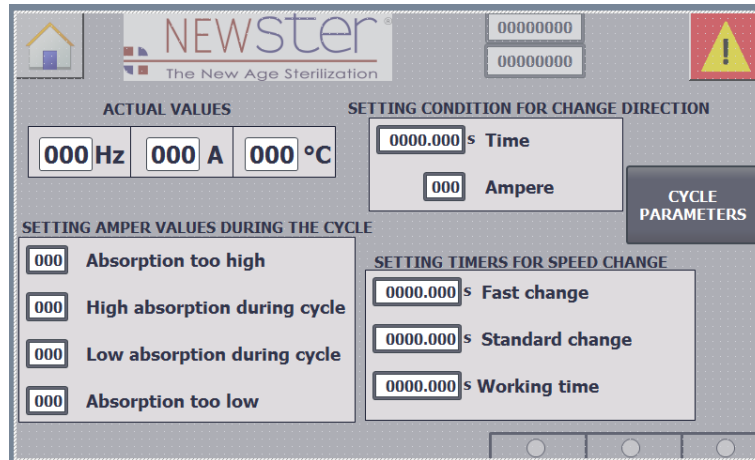 NEWSter®
The New Age Sterilization
00000000
00000000
ACTUAL VALUES
000 Hz 000 A 000 °C
SETTING CONDITION FOR CHANGE DIRECTION
0000.000 s Time
000 Ampere
CYCLE
PARAMETERS
SETTING AMPER VALUES DURING THE CYCLE
000 Absorption too high
000 High absorption during cycle
000 Low absorption during cycle
000 Absorption too low
SETTING TIMERS FOR SPEED CHANGE
0000.000 s Fast change
0000.000 s Standard change
0000.000 s Working time